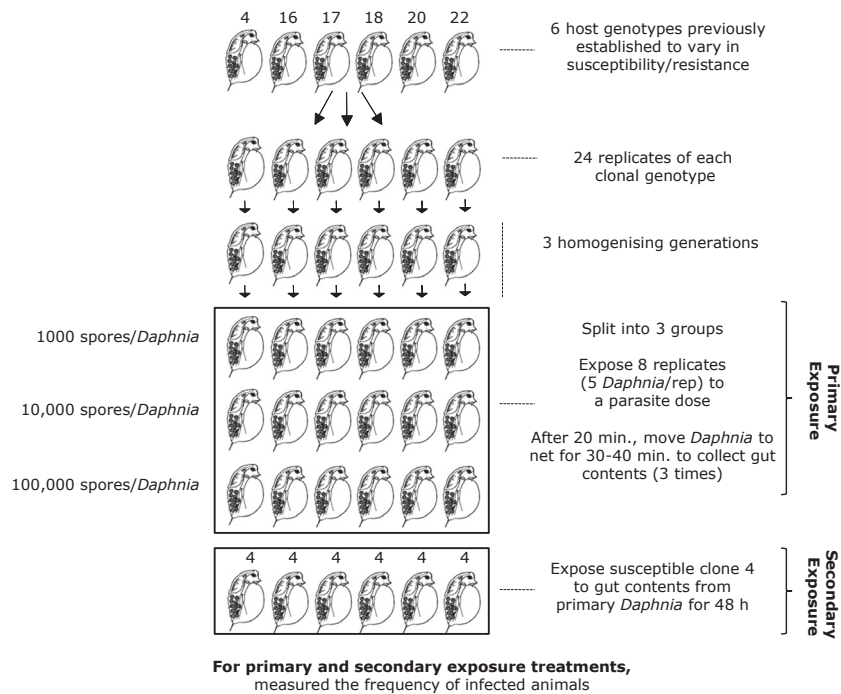 4 16 17 18 20 22
6 host genotypes previously
established to vary in
susceptibility/resistance
24 replicates of each
clonal genotype
3 homogenising generations
1000 spores/Daphnia
10,000 spores/Daphnia
100,000 spores/Daphnia
Split into 3 groups
Expose 8 replicates
(5 Daphnia/rep) to
a parasite dose
After 20 min., move Daphnia to
net for 30-40 min. to collect gut
contents (3 times)
Primary
Exposure
4 4 4 4 4 4
Expose susceptible clone 4
to gut contents from
primary Daphnia for 48 h
Secondary
Exposure
For primary and secondary exposure treatments,
measured the frequency of infected animals